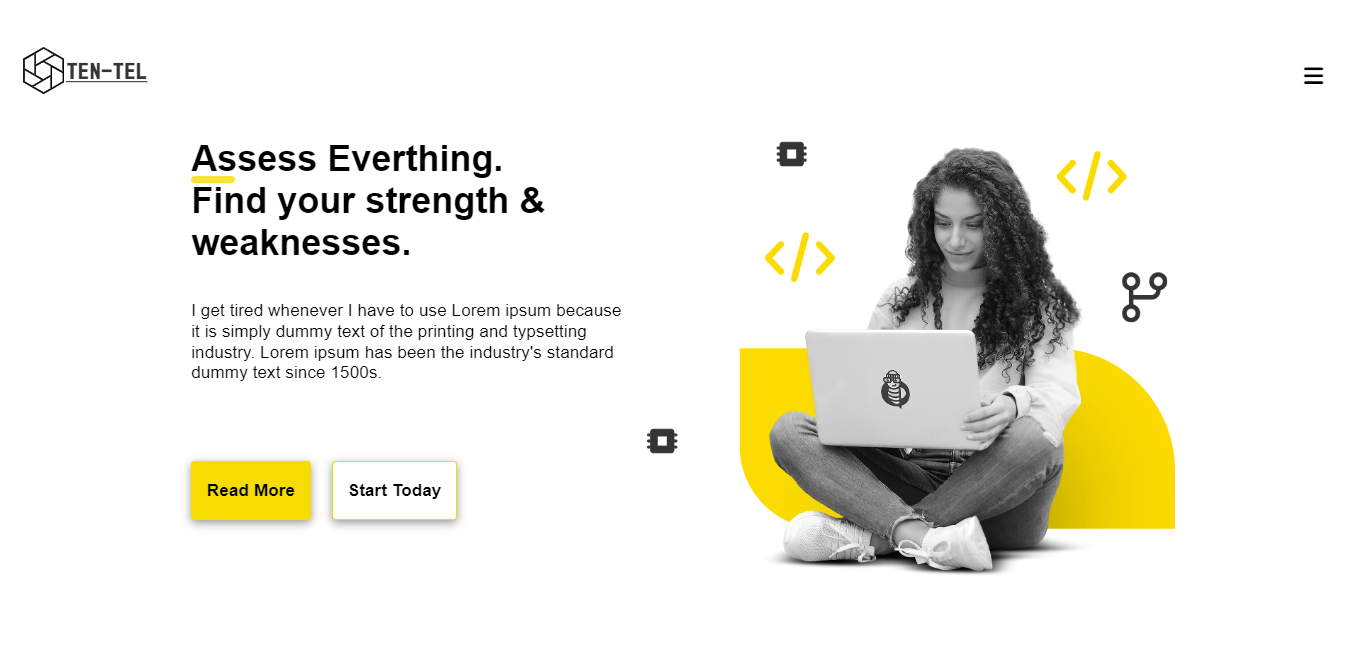 TEN-TEL
Assess Everthing.
Find your strength &
weaknesses.
I get tired whenever I have to use Lorem ipsum because
it is simply dummy text of the printing and typsetting
industry. Lorem ipsum has been the industry's standard
dummy text since 1500s.
Read More
Start Today